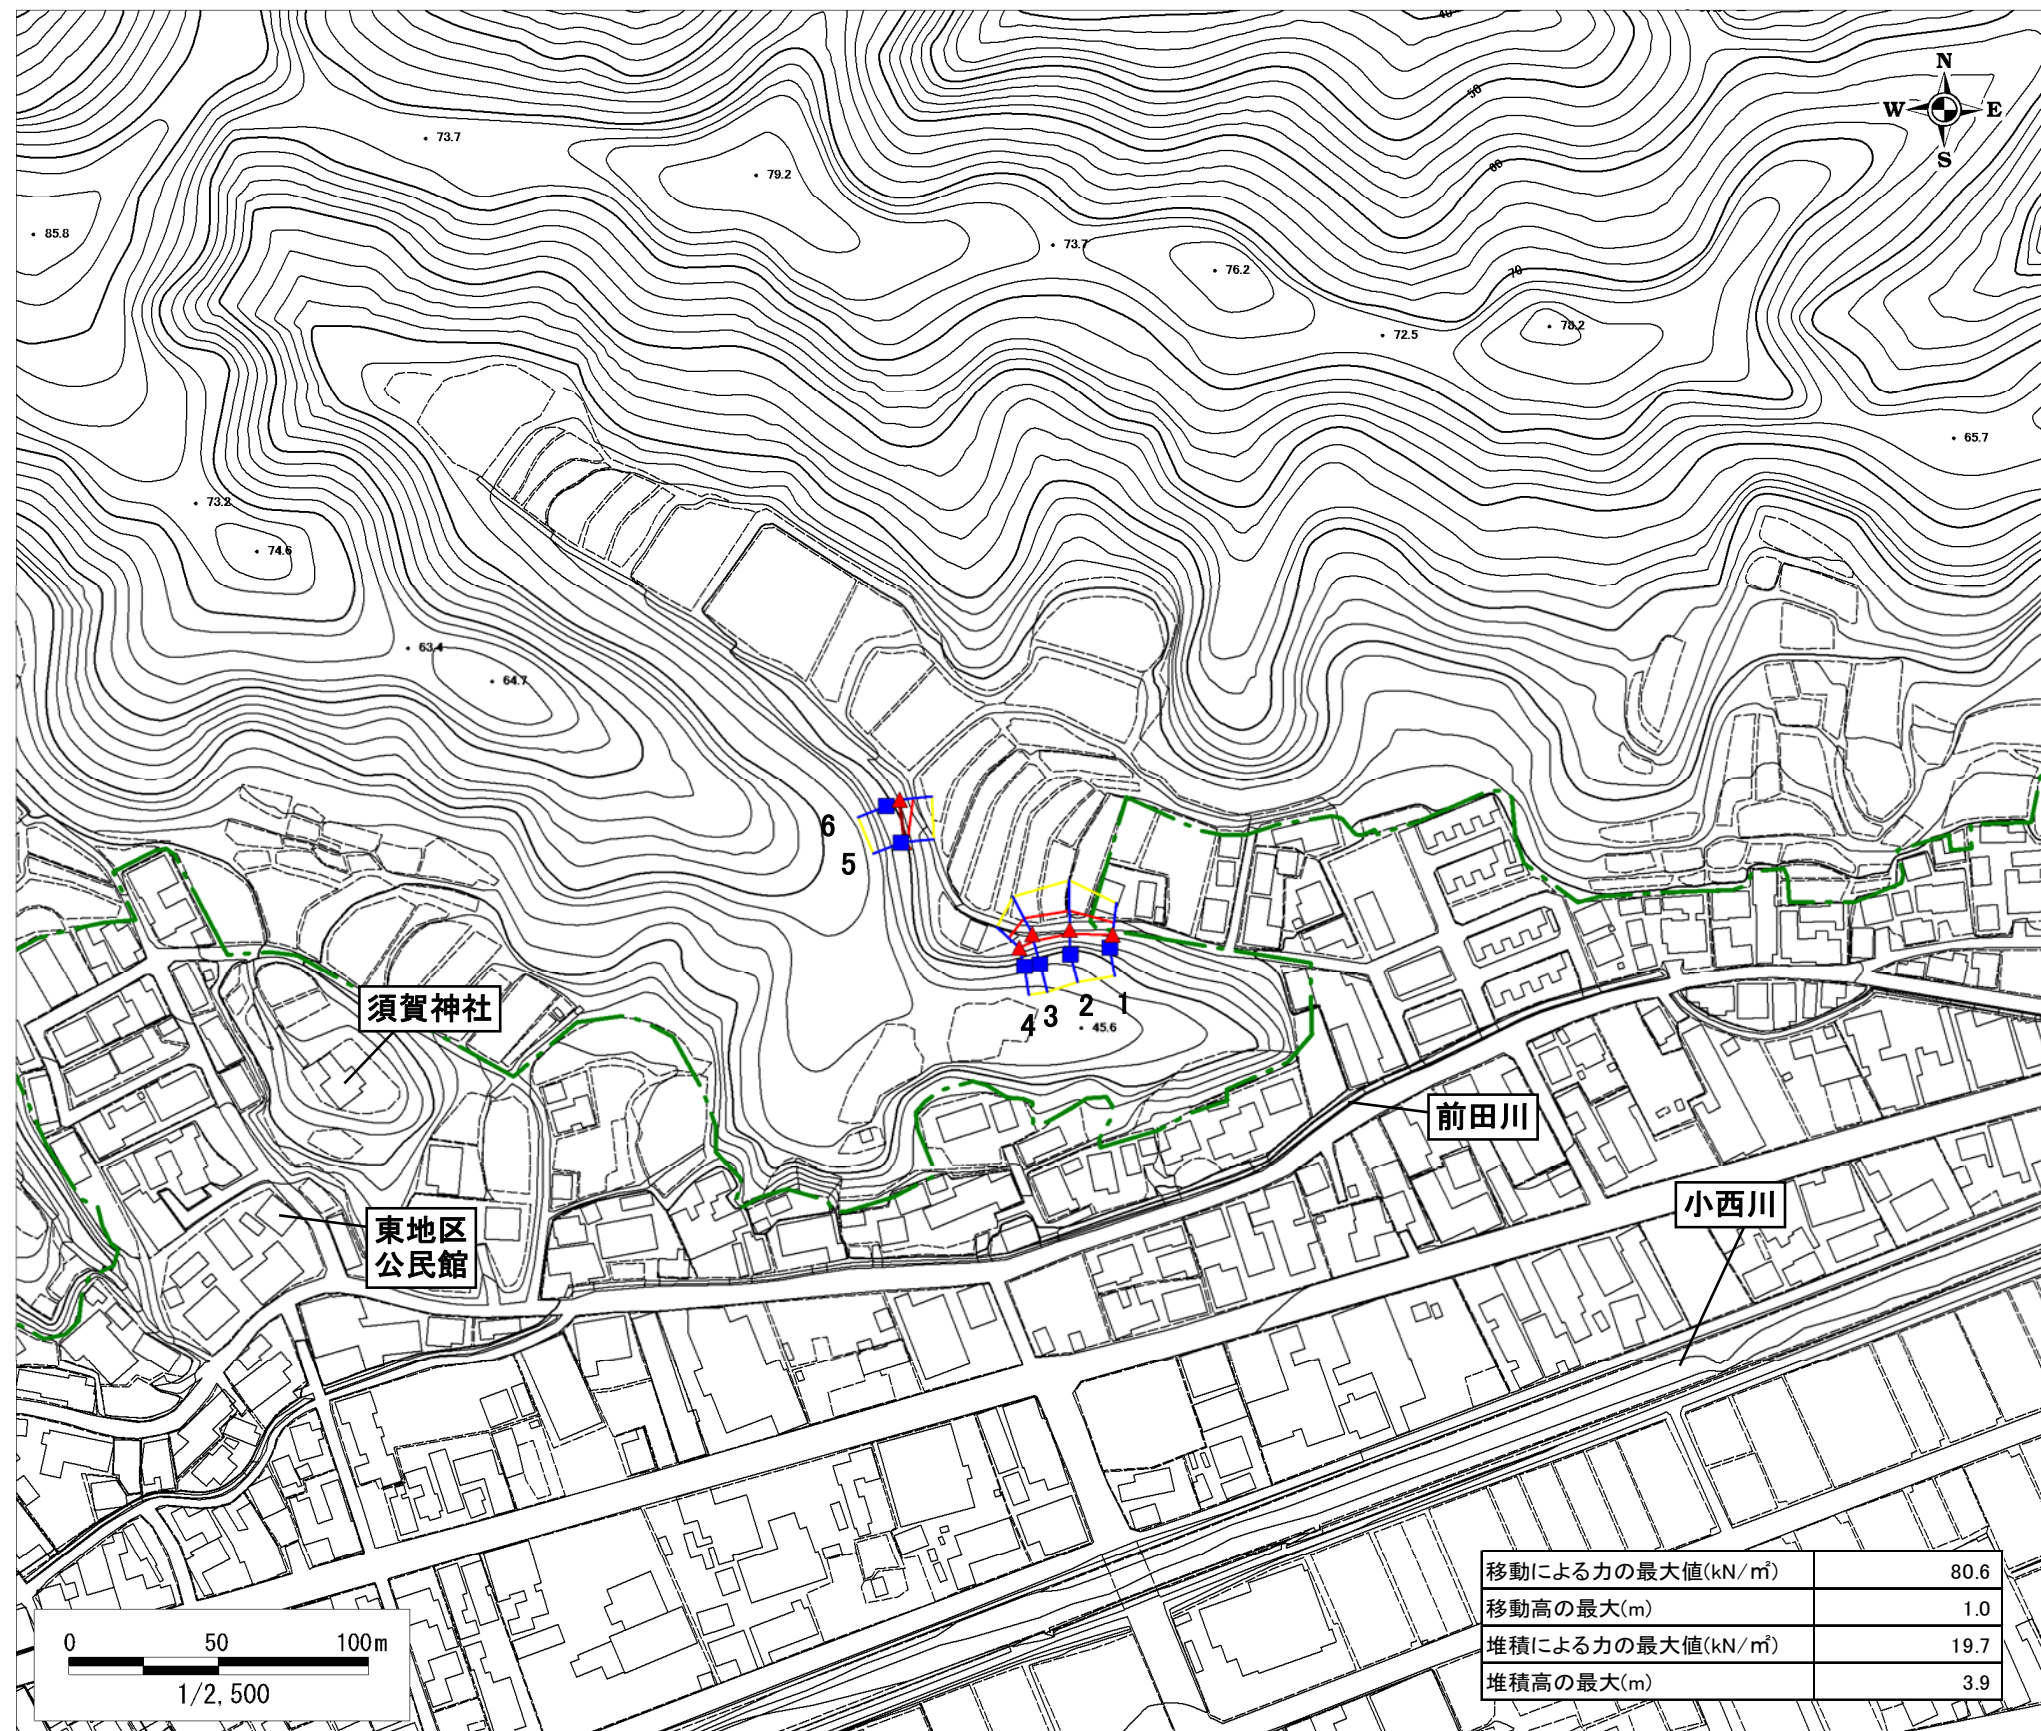 40
50
N
W E
S
73.7
79.2
60
85.8
73.7
76.2
70
78.2
72.5
65.7
73.2
74.6
63.4
64.7
6
5
須賀神社
4 3 2 1
45.6
前田川
小西川
東地区
公民館
移動による力の最大値(kN/㎡) 80.6
移動高の最大(m) 1.0
堆積による力の最大値(kN/㎡) 19.7
堆積高の最大(m) 3.9
0 50 100m
1/2,500